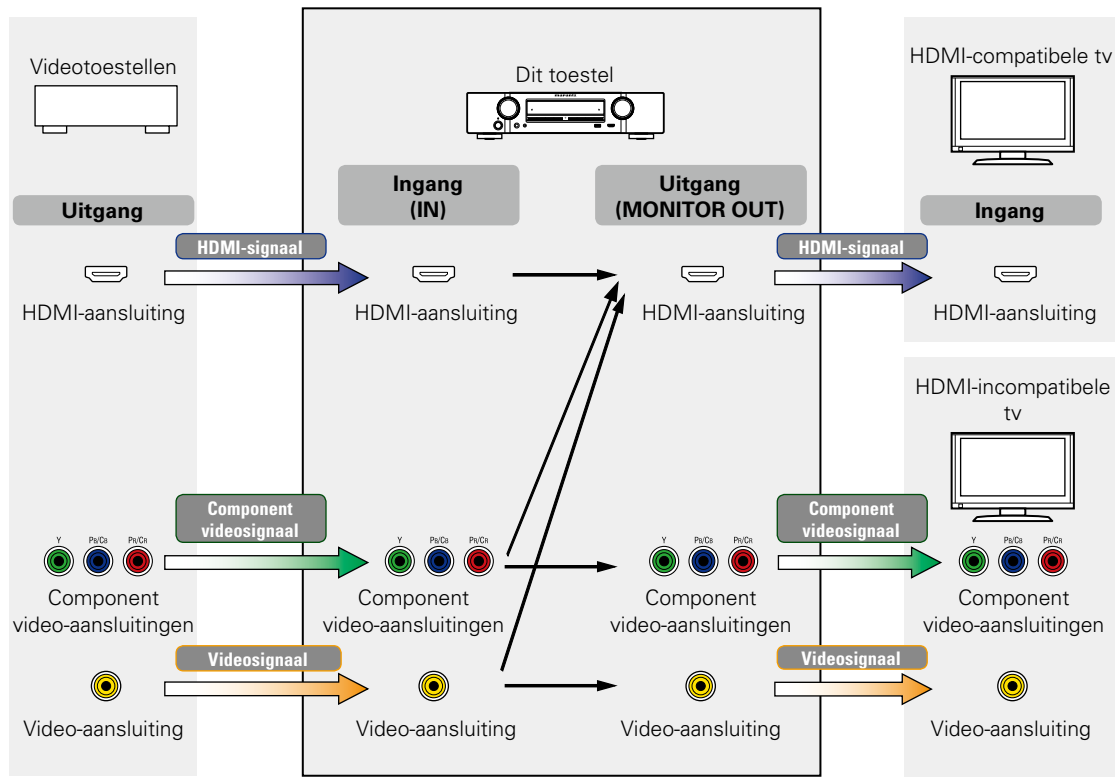 Videotoestellen
Dit toestel
HDMI-compatibele tv
Uitgang
Ingang
(IN)
Uitgang
(MONITOR OUT)
Ingang
HDMI-signaal
HDMI-signaal
HDMI-aansluiting
HDMI-aansluiting
HDMI-aansluiting
HDMI-aansluiting
HDMI-incompatibele
tv
Component
videosignaal
Component
videosignaal
Y PB/CB PR/CR
Y PB/CB PR/CR
Y PB/CB PR/CR
Y PB/CB PR/CR
Component
video-aansluitingen
Component
video-aansluitingen
Component
video-aansluitingen
Component
video-aansluitingen
Videosignaal
Videosignaal
Video-aansluiting
Video-aansluiting
Video-aansluiting
Video-aansluiting